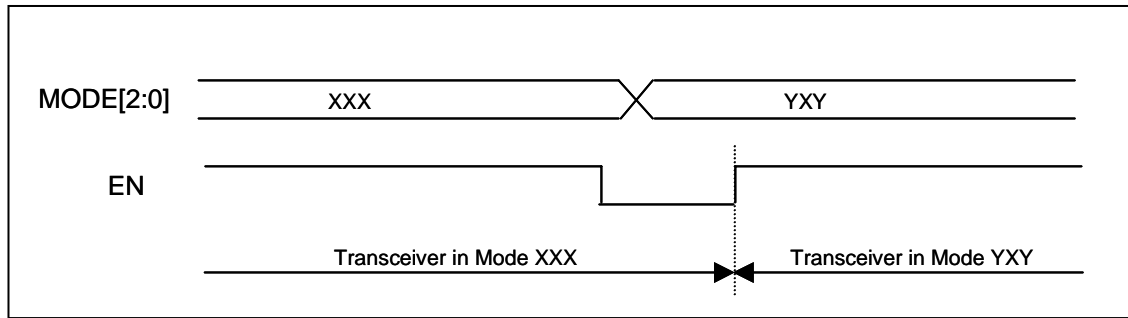 MODE[2:0]
XXX
YXY
EN
Transceiver in Mode XXX
Transceiver in Mode YXY